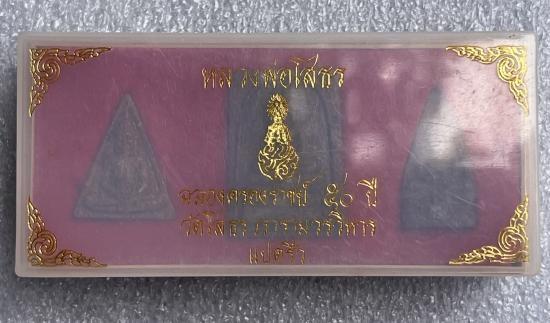 หลวงพ่อโสธร
ฉลองครองราชย์ ๕๐ ปี
วัดโสธรวรารามวรวิหาร
แปดริ้ว